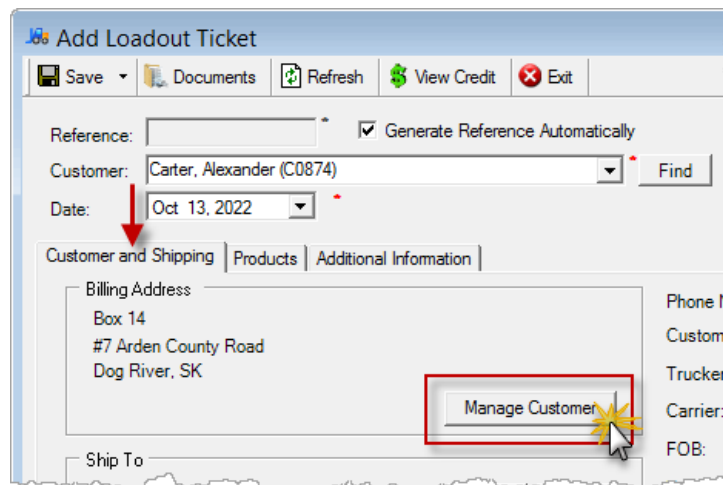 Add Loadout Ticket
Save Documents Refresh View Credit Exit
Reference: * Generate Reference Automatically
Customer: Carter, Alexander (C0874) * Find
Date: Oct 13, 2022 *
Customer and Shipping Products Additional Information
Billing Address
Box 14
#7 Arden County Road
Dog River, SK
Phone
Custom
Trucker
Manage Customer Carrier:
Ship To FOB: